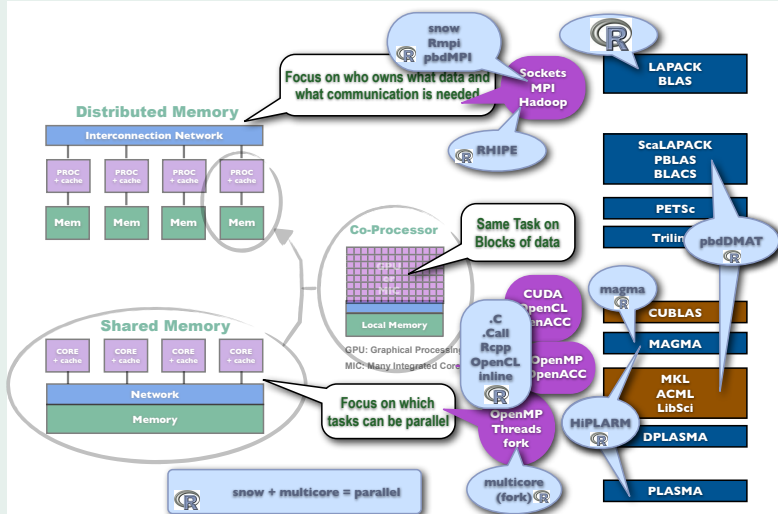 snow
Rmpi
R
pbdMPI
R
Focus on who owns what data and
what communication is needed
Sockets
MPI
Hadoop
LAPACK
BLAS
Distributed Memory
Interconnection Network
R RHIPE
PROC
+ cache
PROC
+ cache
PROC
+ cache
PROC
+ cache
Mem
Mem
Mem
Mem
ScaLAPACK
PBLAS
BLACS
PETSc
Co-Processor
Same Task on
Blocks of data
pbdDMAT
R
GPU
or
MIC
Local Memory
GPU: Graphical Processing
MIC: Many Integrated Core
CUDA
OpenCL
.C
.Call
Rcpp
OpenCL
inline
R
OpenMP
magma
R
CUBLAS
MAGMA
MKL
ACML
LibSci
Shared Memory
CORE
+ cache
CORE
+ cache
CORE
+ cache
CORE
+ cache
Network
Memory
Focus on which
tasks can be parallel
OpenMP
Threads
fork
HiPLARM
R
DPLASMA
R snow + multicore = parallel
multicore
(fork) R
PLASMA